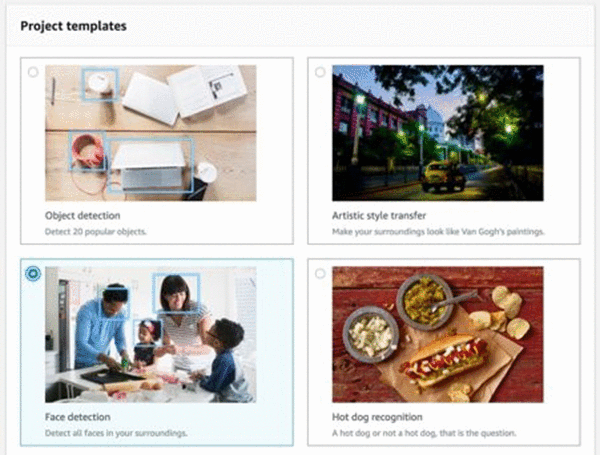 Project templates
Object detection
Detect 20 popular objects.
Artistic style transfer
Make your surroundings look like Van Gogh's paintings.
Face detection
Detect all faces in your surroundings.
Hot dog recognition
A hot dog or not a hot dog, that is the question.